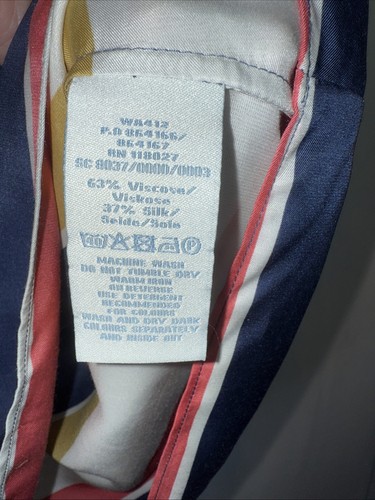 WA412
P.O 864166/
864167
RN 118027
SC 8037/0000/0003
63% Viscose/
Viskose
37% Silk/
Seide/Soie
MACHINE WASH
DO NOT TUMBLE DRY
WARM IRON
ON REVERSE
USE DETERGENT
RECOMMENDED
FOR COLOURS
WASH AND DRY DARK
COLOURS SEPARATELY
AND INSIDE OUT